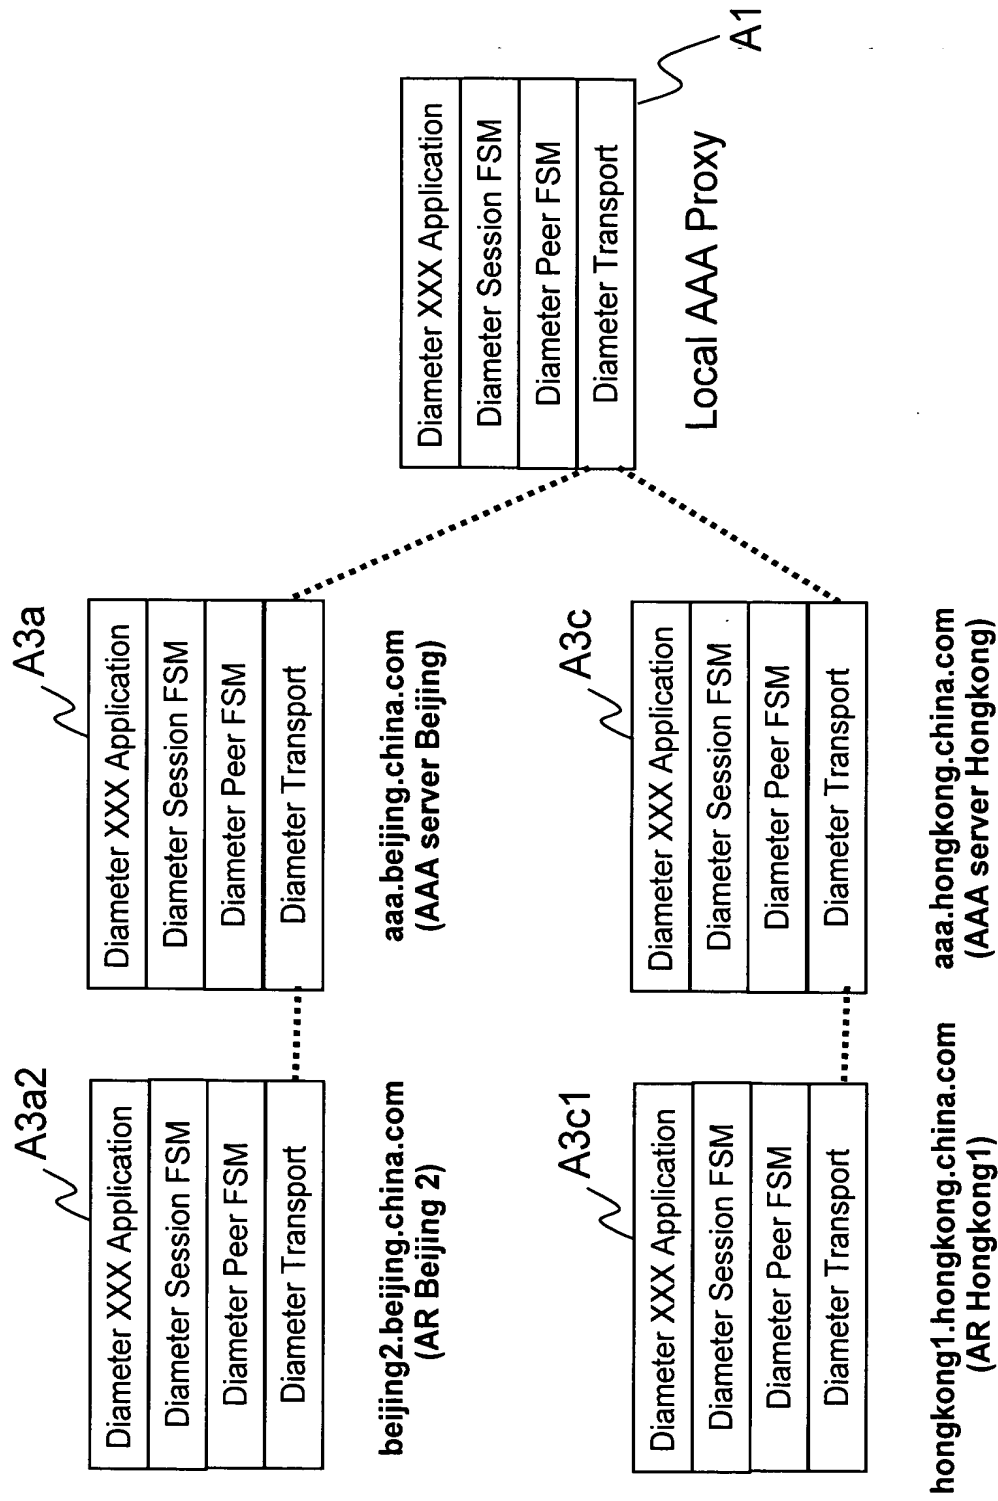 A3a2
Diameter XXX Application
Diameter Session FSM
Diameter Peer FSM
Diameter Transport
beijing2.beijing.china.com
(AR Beijing 2)
A3a
Diameter XXX Application
Diameter Session FSM
Diameter Peer FSM
Diameter Transport
aaa.beijing.china.com
(AAA server Beijing)
A3c1
Diameter XXX Application
Diameter Session FSM
Diameter Peer FSM
Diameter Transport
hongkong1.hongkong.china.com
(AR Hongkong1)
A3c
Diameter XXX Application
Diameter Session FSM
Diameter Peer FSM
Diameter Transport
aaa.hongkong.china.com
(AAA server Hongkong)
Diameter XXX Application
Diameter Session FSM
Diameter Peer FSM
Diameter Transport
A1
Local AAA Proxy